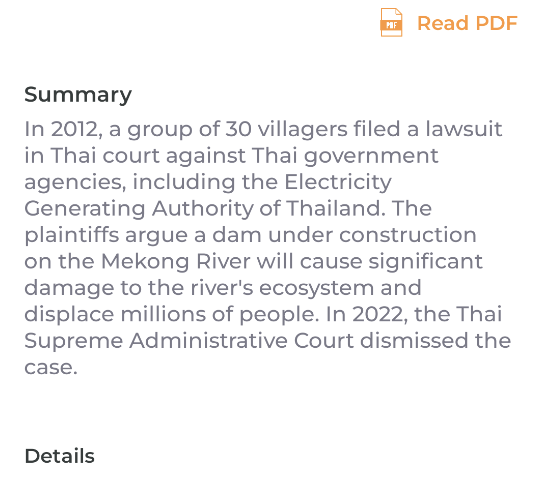 PDF
Read PDF
Summary
In 2012, a group of 30 villagers filed a lawsuit
in Thai court against Thai government
agencies, including the Electricity
Generating Authority of Thailand. The
plaintiffs argue a dam under construction
on the Mekong River will cause significant
damage to the river's ecosystem and
displace millions of people. In 2022, the Thai
Supreme Administrative Court dismissed the
case.
Details